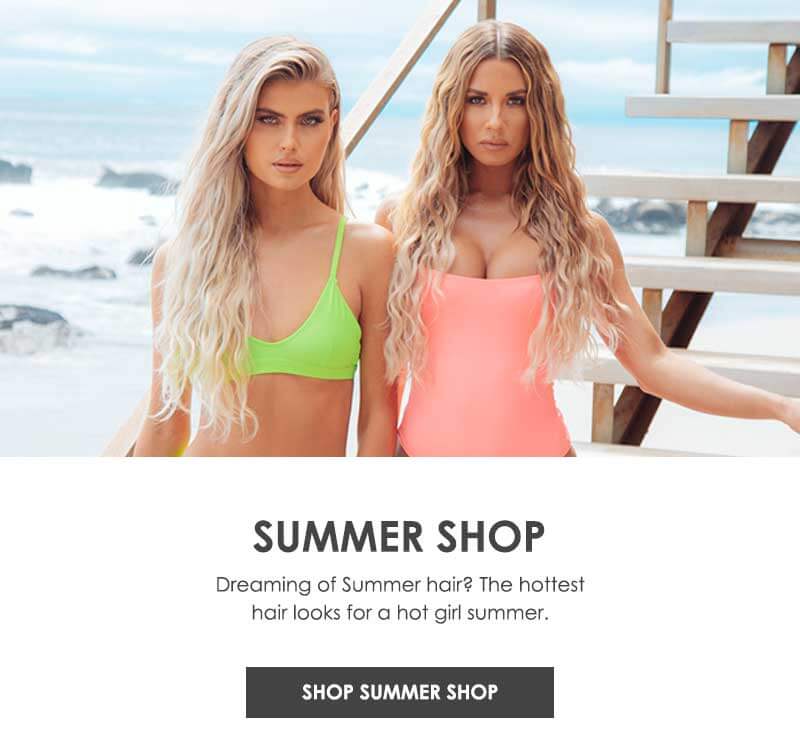 SUMMER SHOP
Dreaming of Summer hair? The hottest
hair looks for a hot girl summer.
SHOP SUMMER SHOP